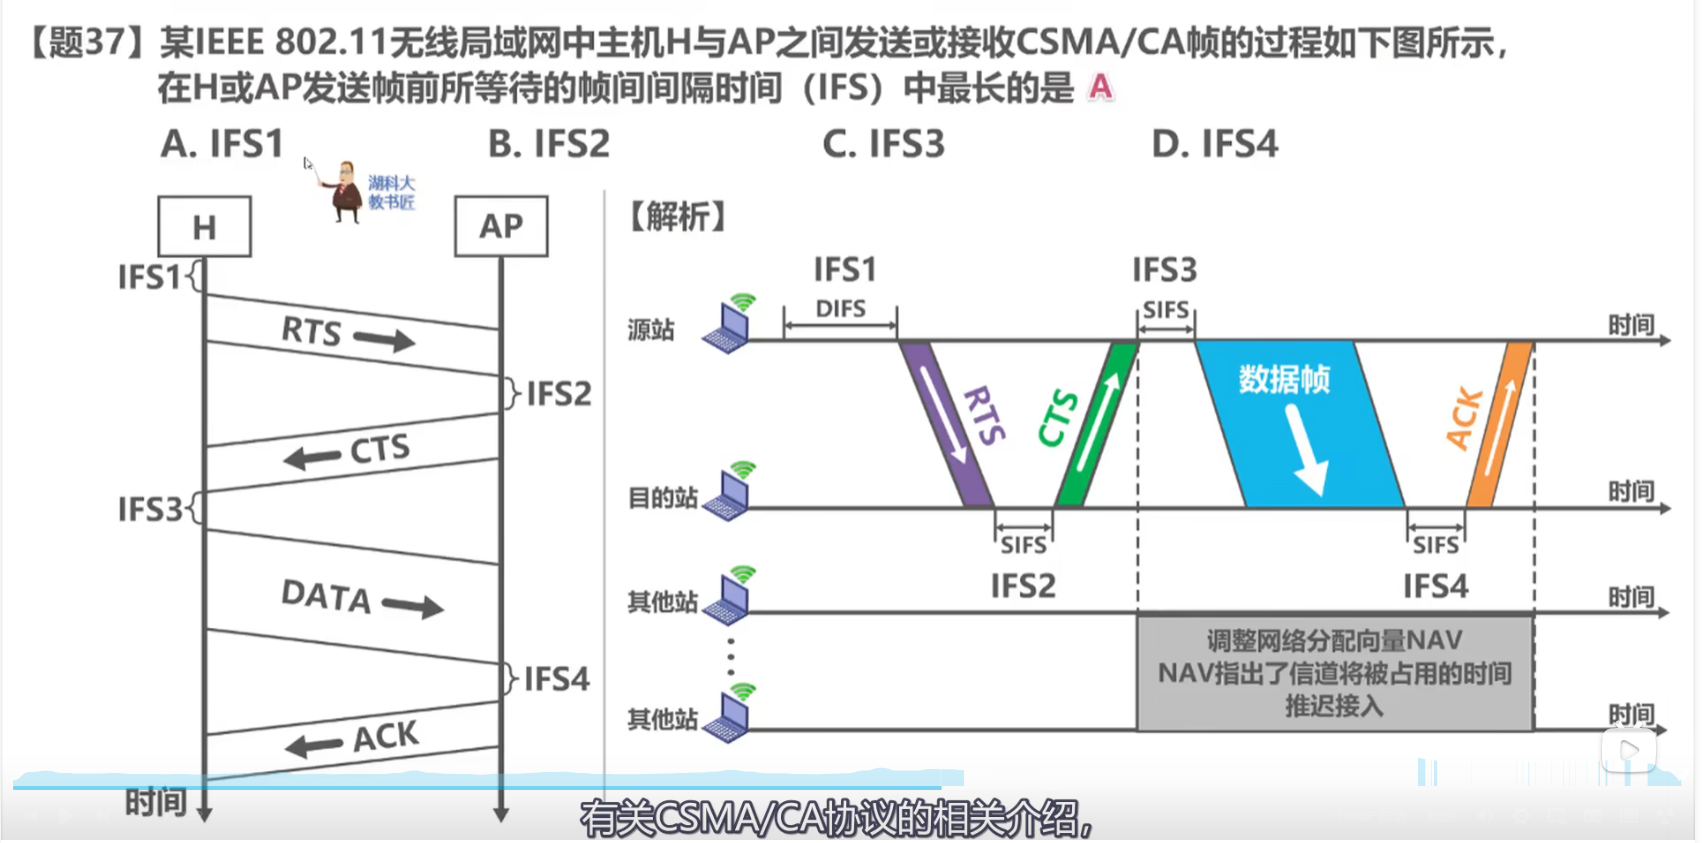 【题37】某IEEE 802.11无线局域网中主机H与AP之间发送或接收CSMA/CA帧的过程如下图所示，
在H或AP发送帧前所等待的帧间间隔时间（IFS）中最长的是 A
A. IFS1 B. IFS2 C. IFS3 D. IFS4
湖科大
教书匠
H
AP
IFS1
RTS
IFS2
CTS
IFS3
DATA
IFS4
ACK
时间
【解析】
IFS1
IFS3
DIFS
SIFS
源站
时间
RTS
CTS
数据帧
ACK
目的站
时间
SIFS
SIFS
IFS2
IFS4
其他站
时间
调整网络分配向量NAV
NAV指出了信道将被占用的时间
推迟接入
其他站
时间
有关CSMA/CA协议的相关介绍，